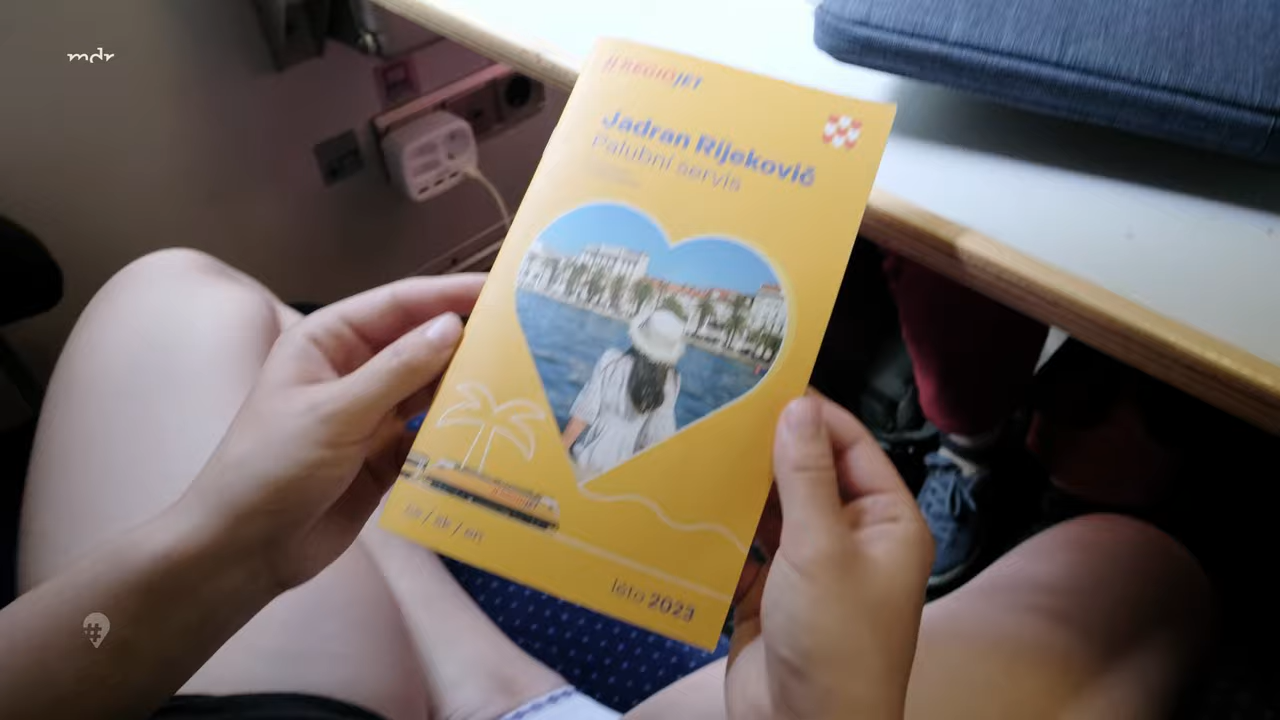 mdr
REGIOJET
Jadran Rijekovič
Palubní servis
cz / sk / en
léto 2023